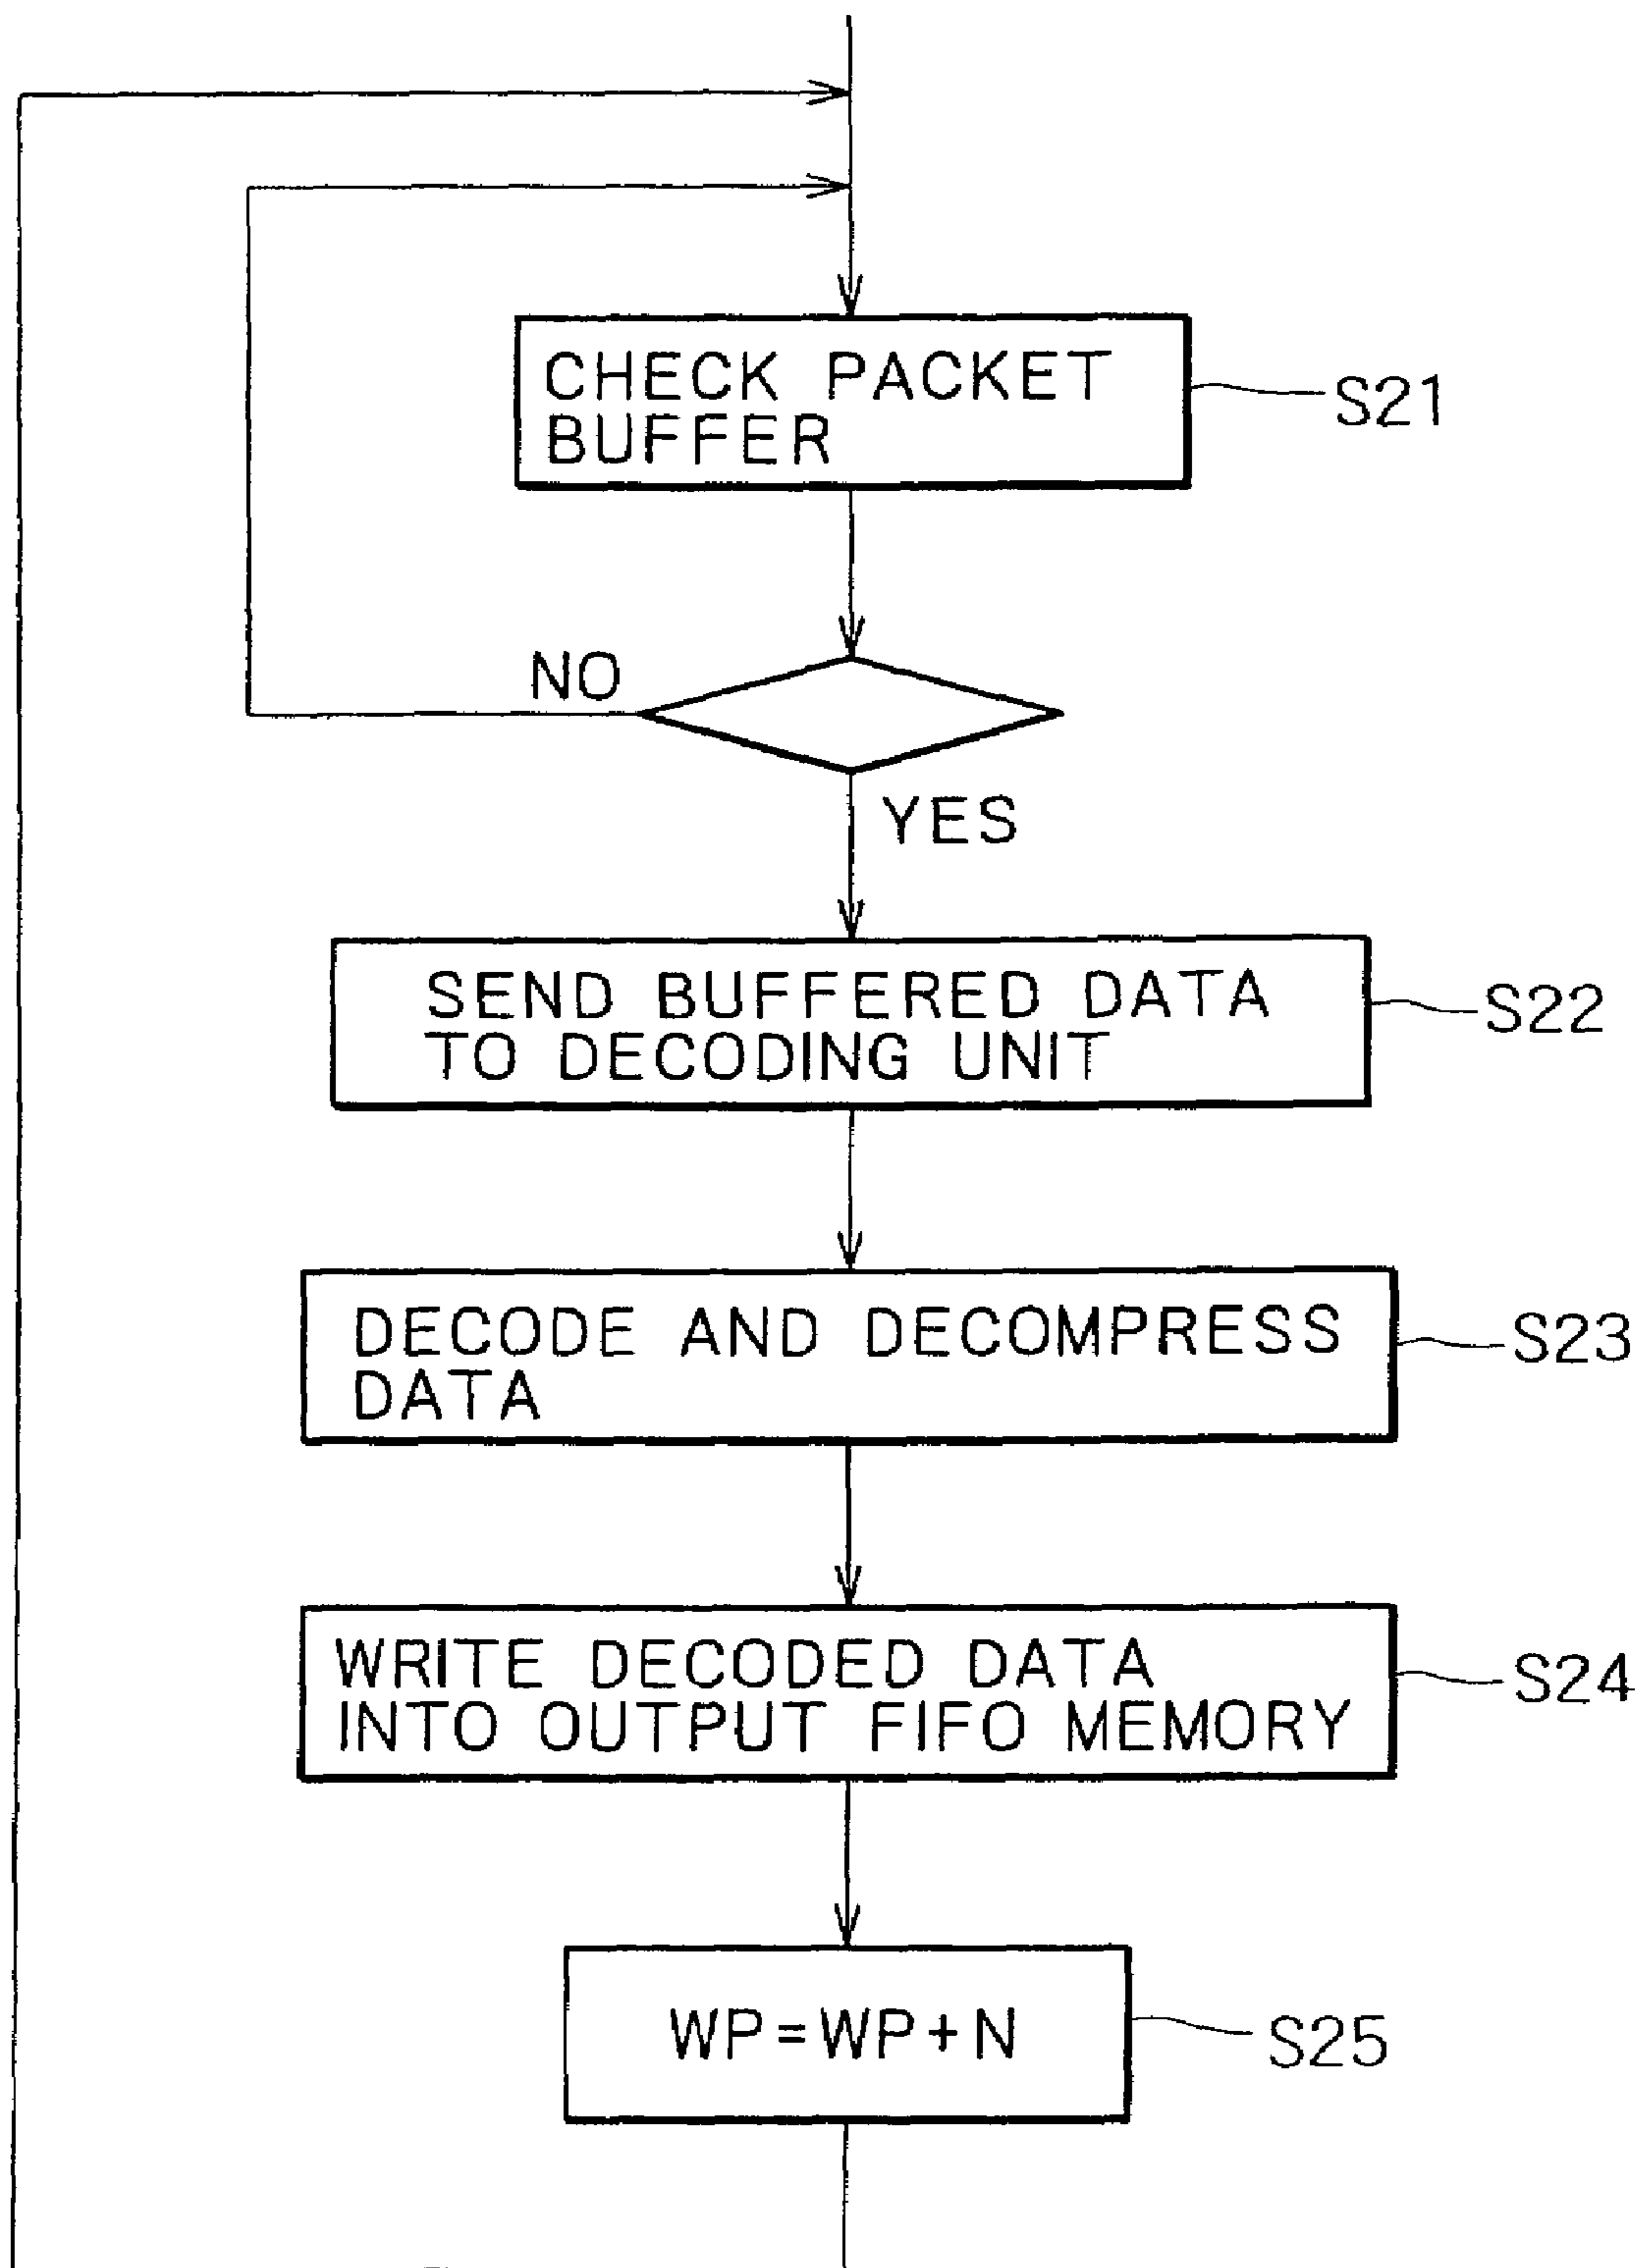 CHECK PACKET
BUFFER
S21
NO
YES
SEND BUFFERED DATA
TO DECODING UNIT
S22
DECODE AND DECOMPRESS
DATA
S23
WRITE DECODED DATA
INTO OUTPUT FIFO MEMORY
S24
WP=WP+N
S25